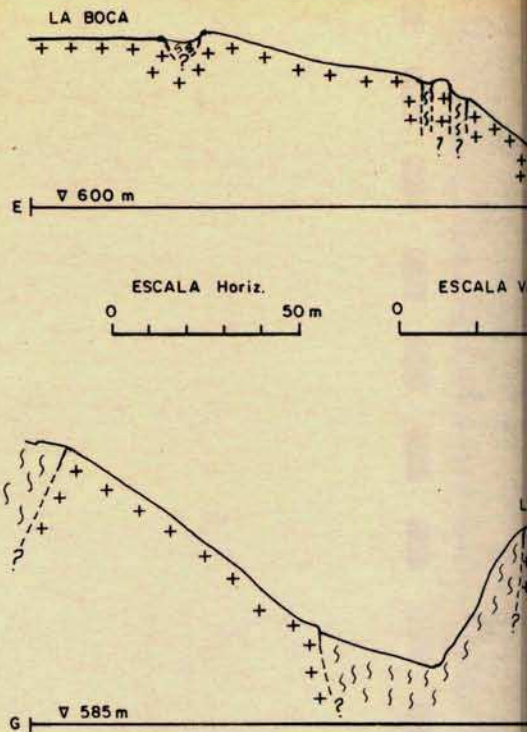 LA BOCA
?
? ?
E ▽ 600 m
ESCALA Horiz. ESCALA V
0 50 m 0
?
?
?
L
G ▽ 585 m